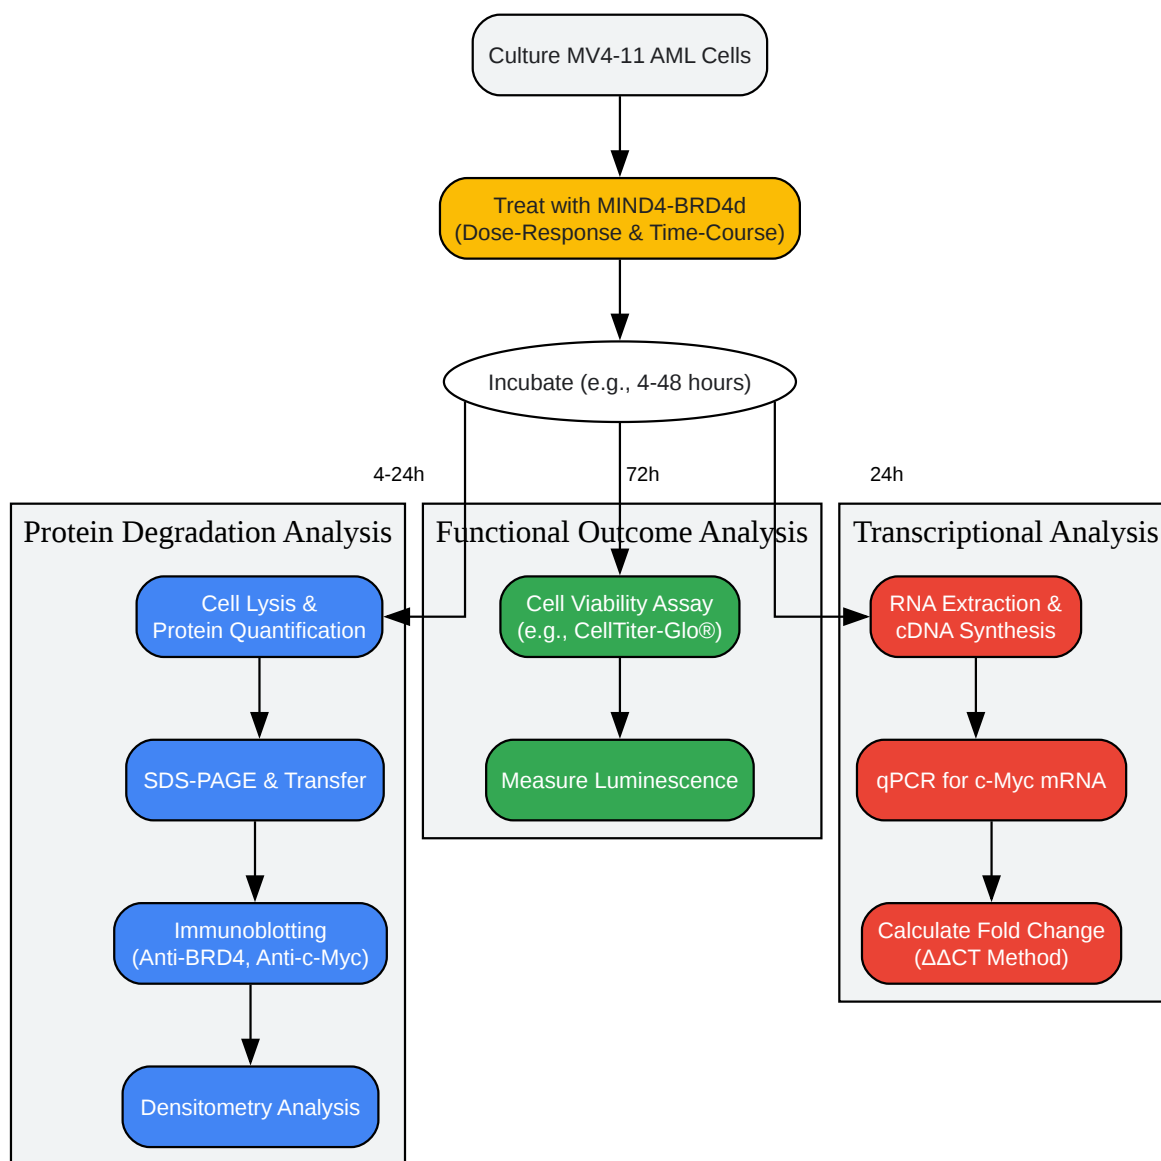 Culture MV4-11 AML Cells
Treat with MIND4-BRD4d
(Dose-Response & Time-Course)
Incubate (e.g., 4-48 hours)
4-24h
72h
24h
Protein Degradation Analysis
Cell Lysis &
Protein Quantification
SDS-PAGE & Transfer
Immunoblotting
(Anti-BRD4, Anti-c-Myc)
Densitometry Analysis
Functional Outcome Analysis
Cell Viability Assay
(e.g., CellTiter-Glo®)
Measure Luminescence
Transcriptional Analysis
RNA Extraction &
cDNA Synthesis
qPCR for c-Myc mRNA
Calculate Fold Change
(ΔΔCT Method)